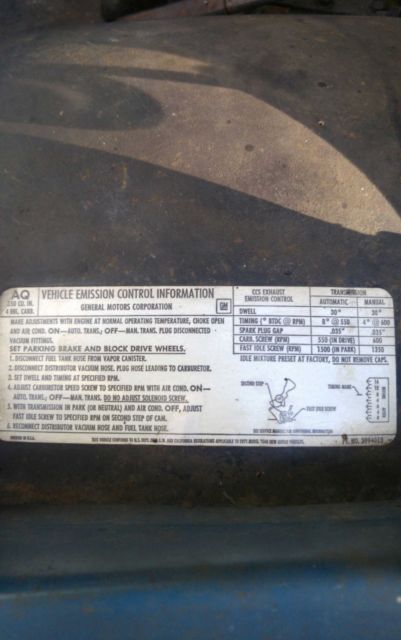 AQ
350 CU. IN.
4 BBL. CARB.
VEHICLE EMISSION CONTROL INFORMATION
GENERAL MOTORS CORPORATION
GM
MAKE ADJUSTMENTS WITH ENGINE AT NORMAL OPERATING TEMPERATURE, CHOKE OPEN
AND AIR COND. ON—AUTO. TRANS; OFF—MAN. TRANS. PLUG DISCONNECTED
VACUUM FITTINGS.
SET PARKING BRAKE AND BLOCK DRIVE WHEELS.
1. DISCONNECT FUEL TANK HOSE FROM VAPOR CANISTER.
2. DISCONNECT DISTRIBUTOR VACUUM HOSE. PLUG HOSE LEADING TO CARBURETOR.
3. SET DWELL AND TIMING AT SPECIFIED RPM.
4. ADJUST CARBURETOR SPEED SCREW TO SPECIFIED RPM WITH AIR COND. ON—
AUTO. TRANS.; OFF—MAN. TRANS. DO NOT ADJUST SOLENOID SCREW.
5. WITH TRANSMISSION IN PARK (OR NEUTRAL) AND AIR COND. OFF, ADJUST
FAST IDLE SCREW TO SPECIFIED RPM ON SECOND STEP OF CAM.
6. RECONNECT DISTRIBUTOR VACUUM HOSE AND FUEL TANK HOSE.
PRINTED IN U.S.A.
CCS EXHAUST
EMISSION CONTROL
TRANSMISSION
AUTOMATIC MANUAL
DWELL 30° 30°
TIMING (° BTDC @ RPM) 8° @ 550 4° @ 600
SPARK PLUG GAP .035" .035"
CARB. SCREW (RPM) 550 (IN DRIVE) 600
FAST IDLE SCREW (RPM) 1500 (IN PARK) 1350
IDLE MIXTURE PRESET AT FACTORY, DO NOT REMOVE CAPS.
SECOND STEP
TIMING MARKS
FAST IDLE SCREW
SEE SERVICE MANUAL FOR ADDITIONAL INFORMATION